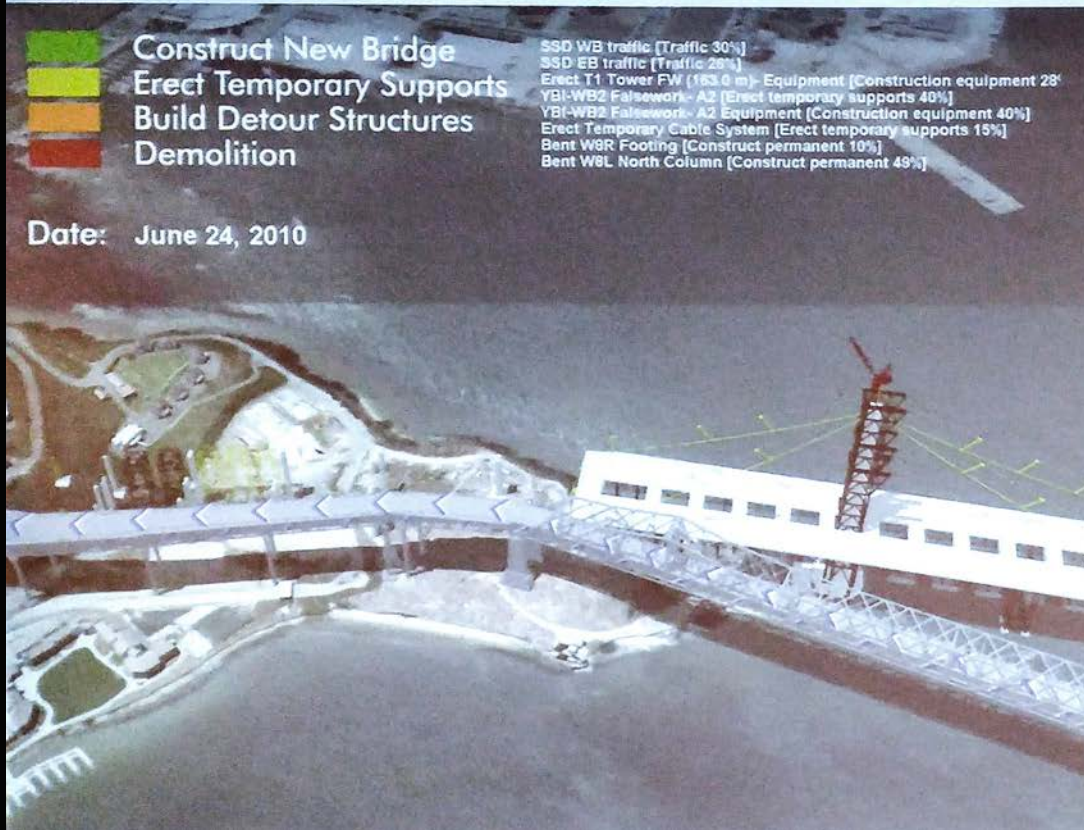 Construct New Bridge
Erect Temporary Supports
Build Detour Structures
Demolition
Date: June 24, 2010
SSD WB traffic [Traffic 30%]
SSD EB traffic [Traffic 26%]
Erect T1 Tower FW (163.0 m)- Equipment [Construction equipment 28
YBI-WB2 Falsework- A2 [Erect temporary supports 40%]
YBI-WB2 Falsework- A2 Equipment [Construction equipment 40%]
Erect Temporary Cable System [Erect temporary supports 15%]
Bent W9R Footing [Construct permanent 10%]
Bent W8L North Column [Construct permanent 49%]